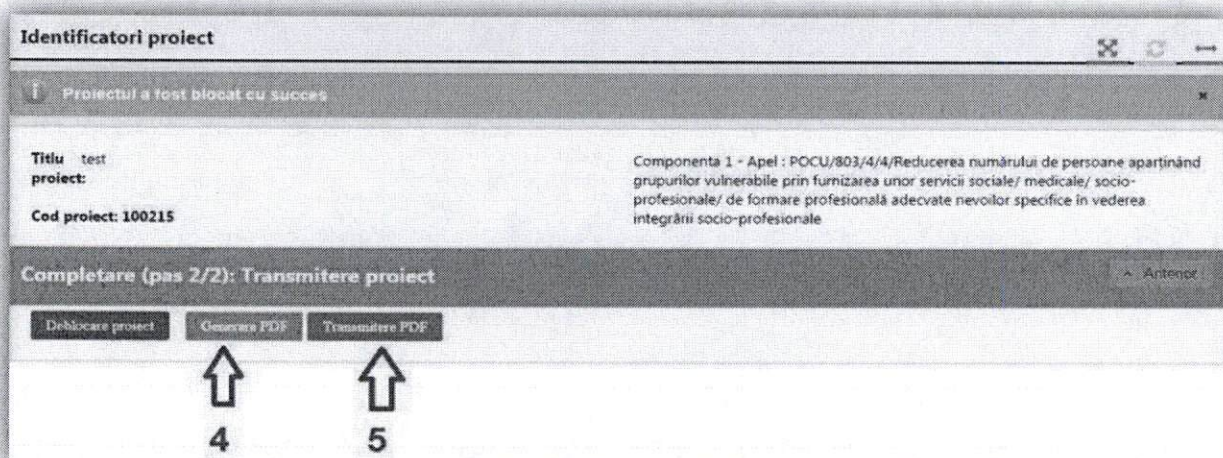 Identificatori proiect
Proiectul a fost blocat cu succes
Titlu test
proiect:
Cod proiect: 100215
Componenta 1 - Apel : POCU/803/4/4/Reducerea numărului de persoane aparținând
grupurilor vulnerabile prin furnizarea unor servicii sociale/ medicale/ socio-
profesionale/ de formare profesională adecvate nevoilor specifice în vederea
integrării socio-profesionale
Completare (pas 2/2): Transmitere proiect
Anterior
Deblocare proiect Generare PDF Transmitere PDF
4 5